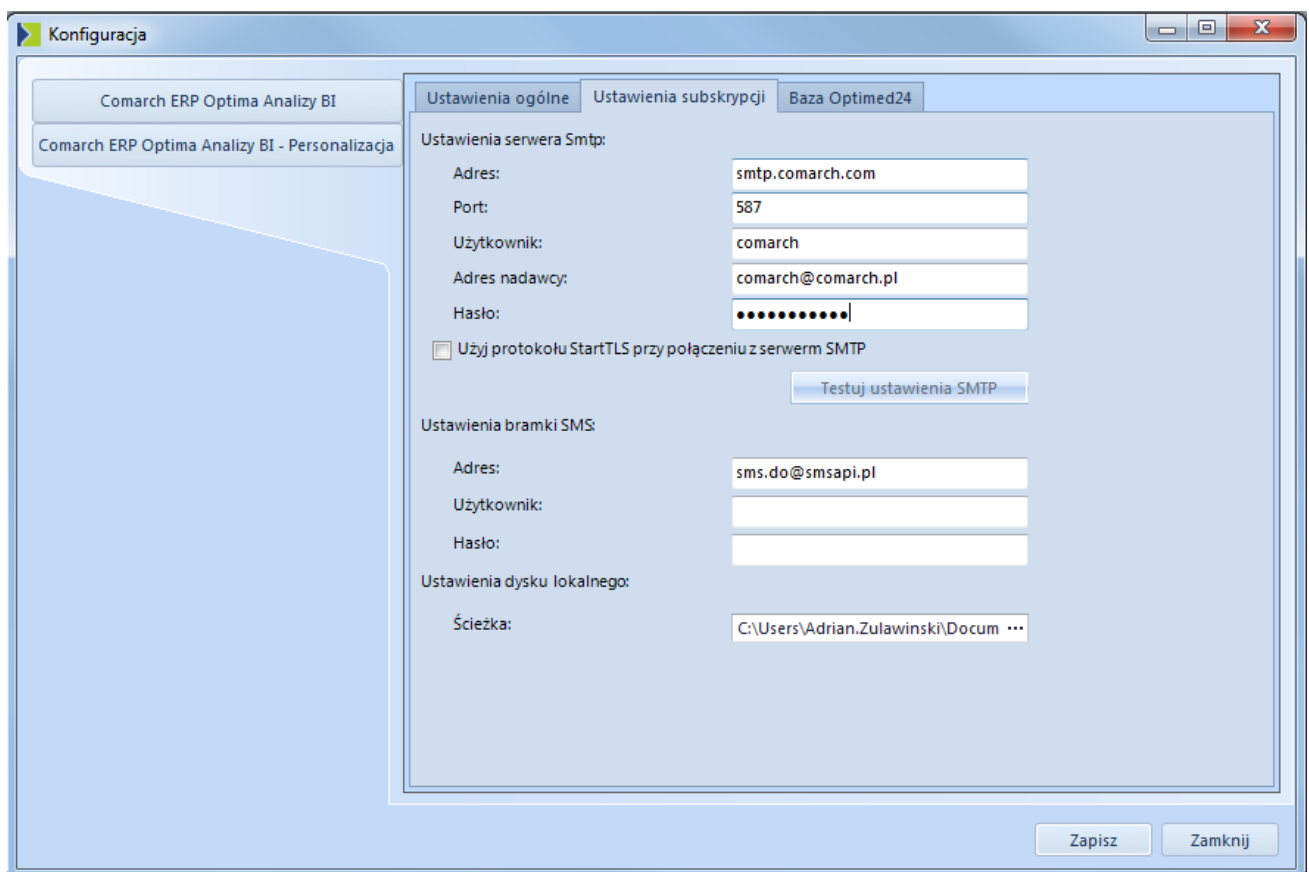 Konfiguracja
Comarch ERP Optima Analizy BI
Comarch ERP Optima Analizy BI - Personalizacja
Ustawienia ogólne Ustawienia subskrypcji Baza Optimed24
Ustawienia serwera Smtp:
Adres: smtp.comarch.com
Port: 587
Użytkownik: comarch
Adres nadawcy: comarch@comarch.pl
Hasło: ●●●●●●●●●●●
Użyj protokołu StartTLS przy połączeniu z serwerm SMTP
Testuj ustawienia SMTP
Ustawienia bramki SMS:
Adres: sms.do@smsapi.pl
Użytkownik:
Hasło:
Ustawienia dysku lokalnego:
Ścieżka: C:\Users\Adrian.Zulawinski\Docum ...
Zapisz Zamknij